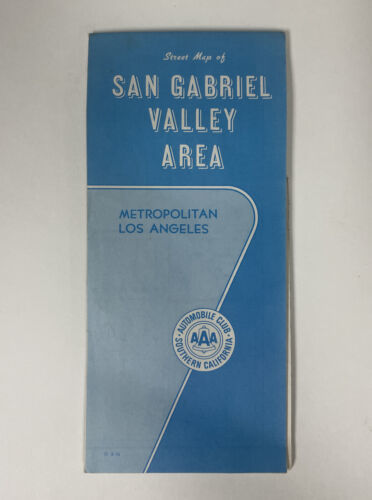 Street Map of
SAN GABRIEL
VALLEY
AREA
METROPOLITAN
LOS ANGELES
AUTOMOBILE CLUB
AAA
SOUTHERN CALIFORNIA